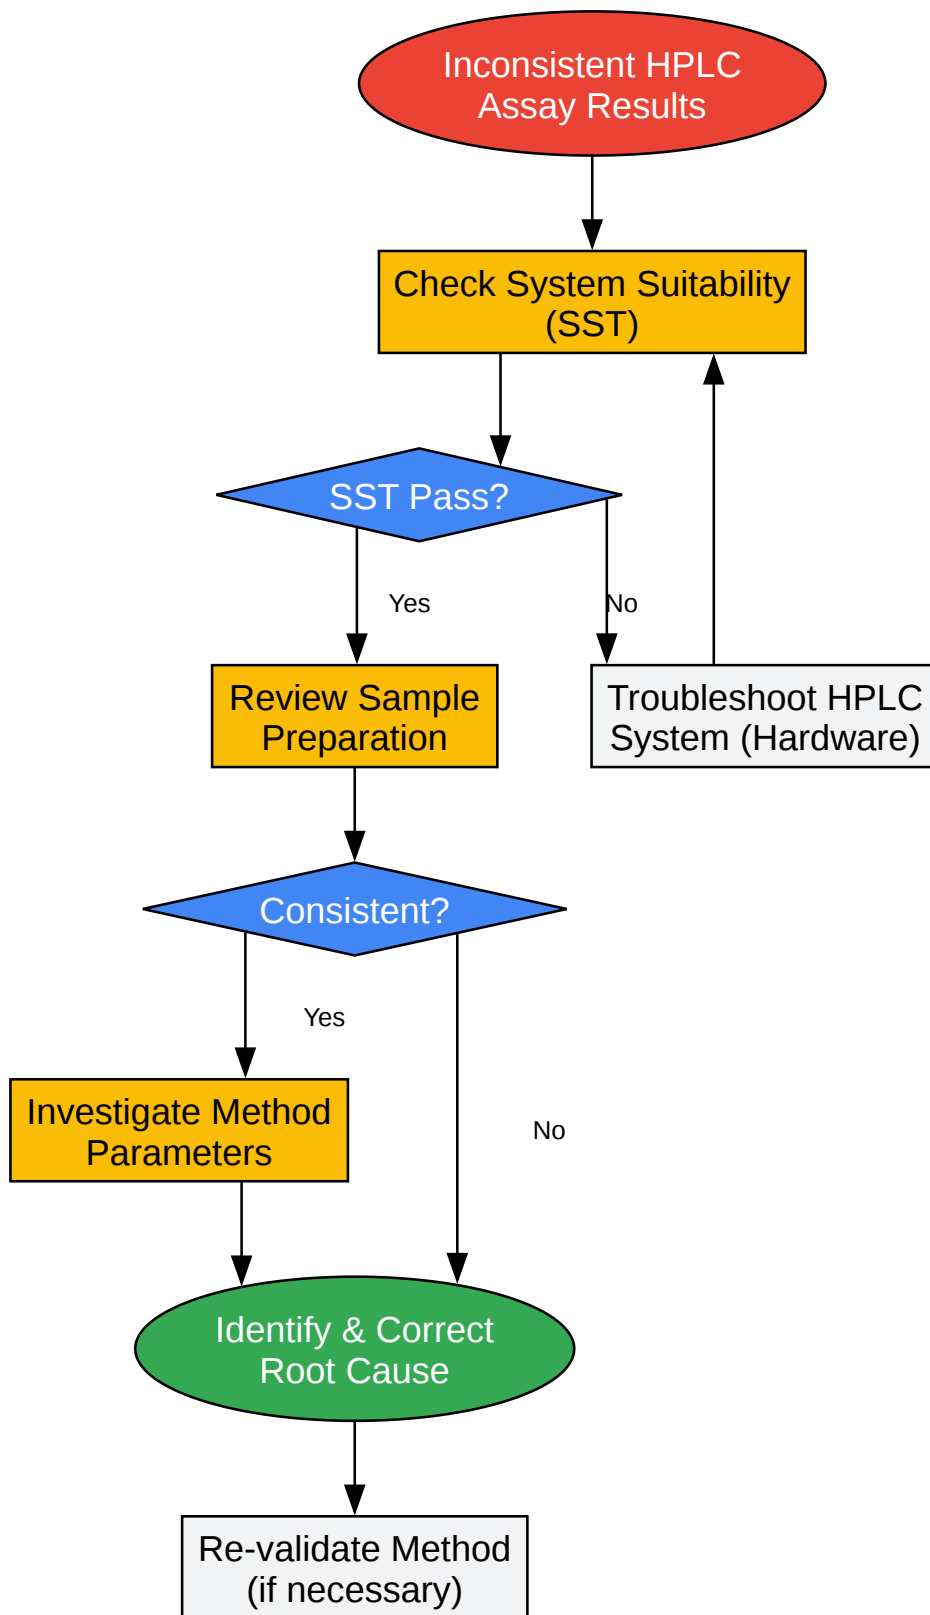 Inconsistent HPLC
Assay Results
Check System Suitability
(SST)
SST Pass?
Yes
No
Review Sample
Preparation
Troubleshoot HPLC
System (Hardware)
Consistent?
Yes
Investigate Method
Parameters
No
Identify & Correct
Root Cause
Re-validate Method
(if necessary)